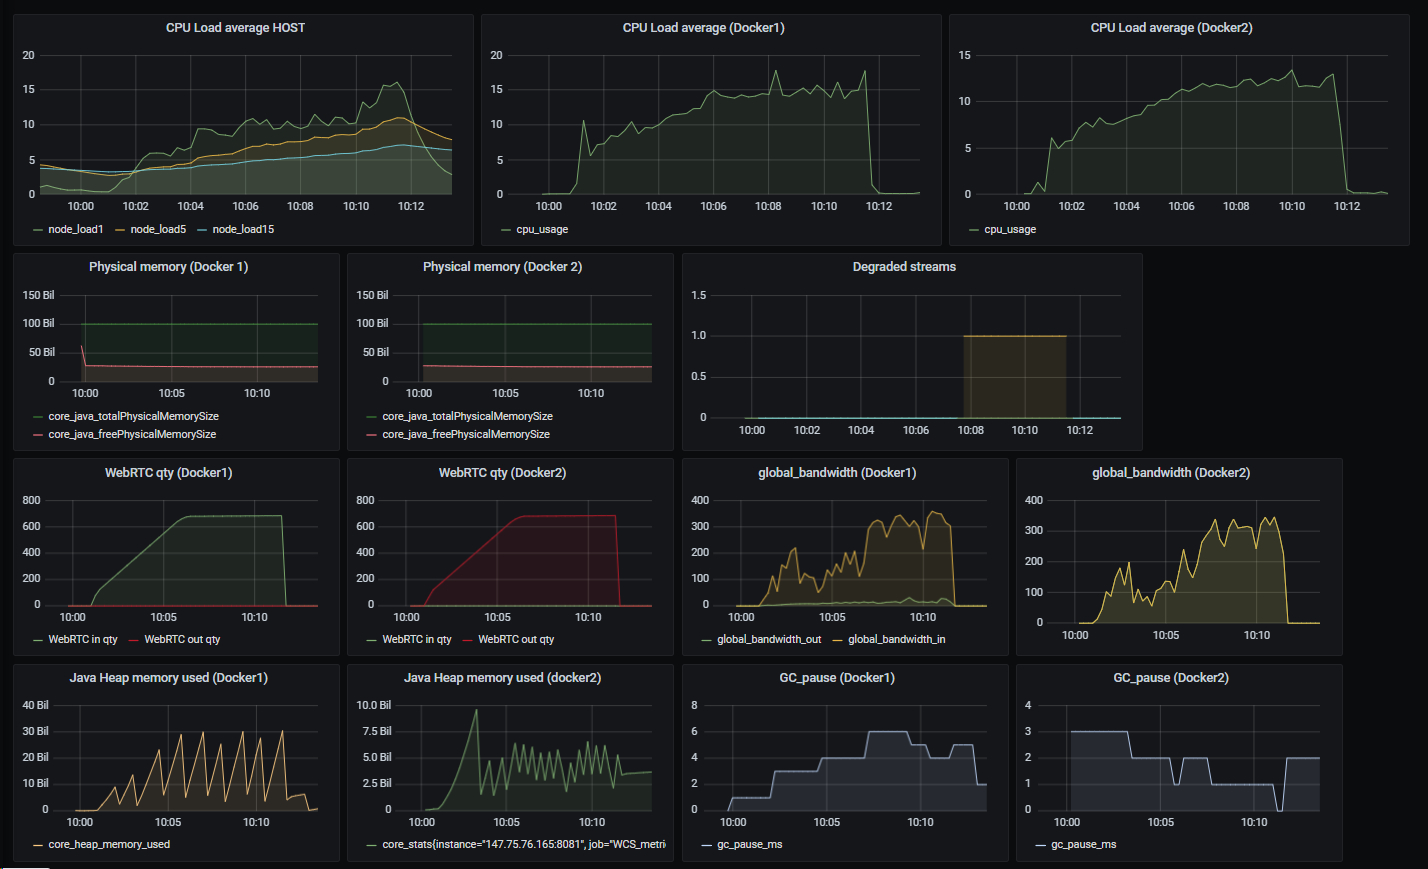 CPU Load average HOST
20
15
10
5
0
10:00 10:02 10:04 10:06 10:08 10:10 10:12
node_load1 node_load5 node_load15
CPU Load average (Docker1)
20
15
10
5
0
10:00 10:02 10:04 10:06 10:08 10:10 10:12
cpu_usage
CPU Load average (Docker2)
15
10
5
0
10:00 10:02 10:04 10:06 10:08 10:10 10:12
cpu_usage
Physical memory (Docker 1)
150 Bil
100 Bil
50 Bil
0
10:00 10:05 10:10
core_java_totalPhysicalMemorySize
core_java_freePhysicalMemorySize
Physical memory (Docker 2)
150 Bil
100 Bil
50 Bil
0
10:00 10:05 10:10
core_java_totalPhysicalMemorySize
core_java_freePhysicalMemorySize
Degraded streams
1.5
1.0
0.5
0
10:00 10:02 10:04 10:06 10:08 10:10 10:12
WebRTC qty (Docker1)
800
600
400
200
0
10:00 10:05 10:10
WebRTC in qty WebRTC out qty
WebRTC qty (Docker2)
800
600
400
200
0
10:00 10:05 10:10
WebRTC in qty WebRTC out qty
global_bandwidth (Docker1)
400
300
200
100
0
10:00 10:05 10:10
global_bandwidth_out global_bandwidth_in
global_bandwidth (Docker2)
400
300
200
100
0
10:00 10:05 10:10
Java Heap memory used (Docker1)
40 Bil
30 Bil
20 Bil
10 Bil
0
10:00 10:05 10:10
core_heap_memory_used
Java Heap memory used (docker2)
10.0 Bil
7.5 Bil
5.0 Bil
2.5 Bil
0
10:00 10:05 10:10
core_stats{instance="147.75.76.165:8081", job="WCS_metri
GC_pause (Docker1)
8
6
4
2
0
10:00 10:05 10:10
gc_pause_ms
GC_pause (Docker2)
4
3
2
1
0
10:00 10:05 10:10
gc_pause_ms